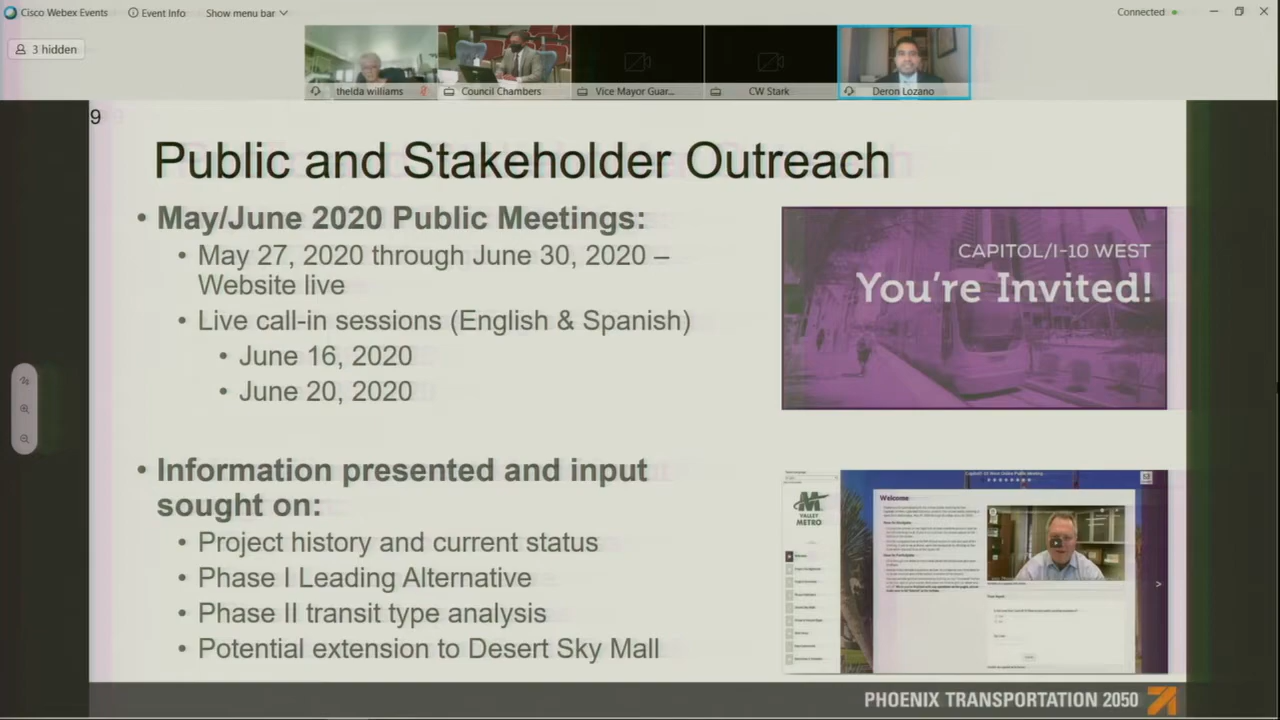 Cisco Webex Events
Event Info
Show menu bar
Connected
3 hidden
thelda williams
Council Chambers
Vice Mayor Guar...
CW Stark
Deron Lozano
9
Public and Stakeholder Outreach
• May/June 2020 Public Meetings:
• May 27, 2020 through June 30, 2020 –
Website live
• Live call-in sessions (English & Spanish)
• June 16, 2020
• June 20, 2020
CAPITOL/I-10 WEST
You're Invited!
• Information presented and input
sought on:
• Project history and current status
• Phase I Leading Alternative
• Phase II transit type analysis
• Potential extension to Desert Sky Mall
VALLEY
METRO
Welcome
PHOENIX TRANSPORTATION 2050